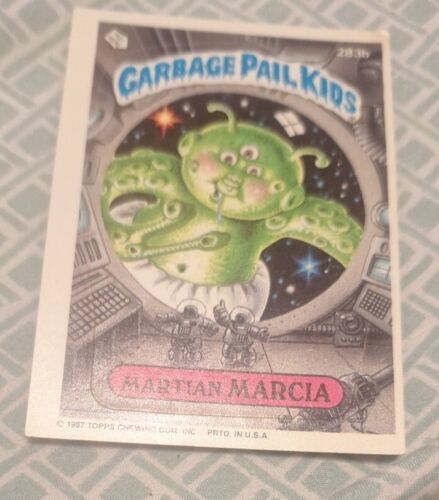 283b
GARBAGE PAIL KIDS
MARTIAN MARCIA
© 1987 TOPPS CHEWING GUM, INC. PRTD. IN U.S.A.